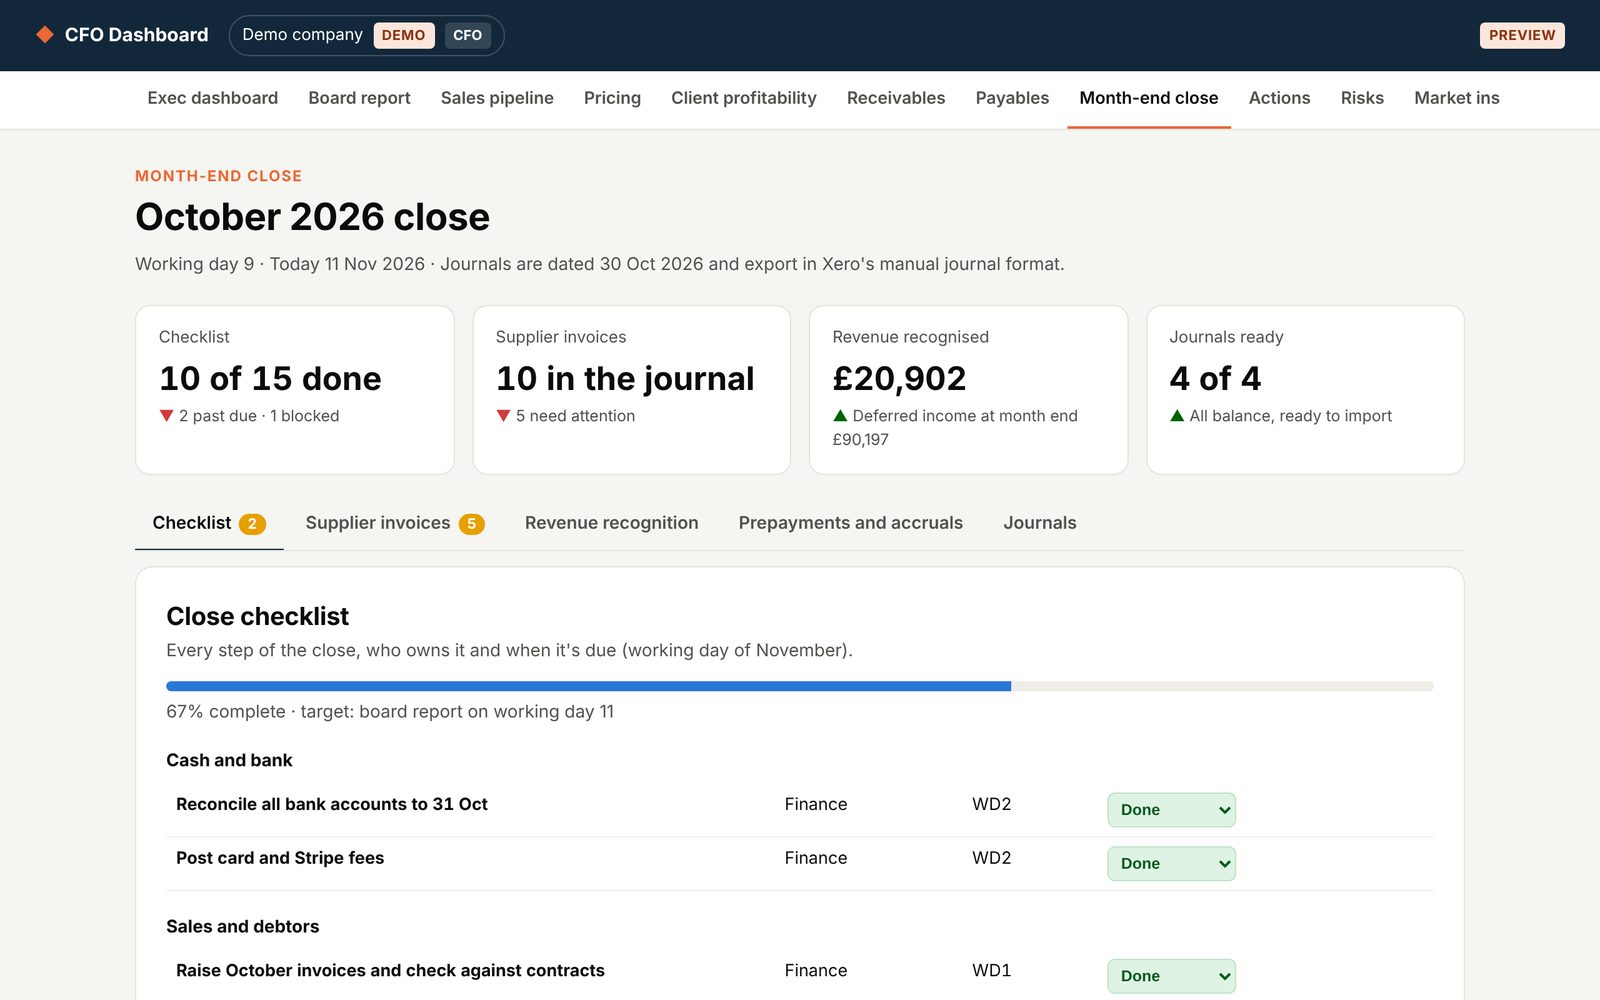 CFO Dashboard
Demo company DEMO CFO
PREVIEW
Exec dashboard Board report Sales pipeline Pricing Client profitability Receivables Payables Month-end close Actions Risks Market ins
MONTH-END CLOSE
October 2026 close
Working day 9 · Today 11 Nov 2026 · Journals are dated 30 Oct 2026 and export in Xero's manual journal format.
Checklist
10 of 15 done
▼ 2 past due · 1 blocked
Supplier invoices
10 in the journal
▼ 5 need attention
Revenue recognised
£20,902
▲ Deferred income at month end
£90,197
Journals ready
4 of 4
▲ All balance, ready to import
Checklist 2 Supplier invoices 5 Revenue recognition Prepayments and accruals Journals
Close checklist
Every step of the close, who owns it and when it's due (working day of November).
67% complete · target: board report on working day 11
Cash and bank
Reconcile all bank accounts to 31 Oct Finance WD2 Done
Post card and Stripe fees Finance WD2 Done
Sales and debtors
Raise October invoices and check against contracts Finance WD1 Done